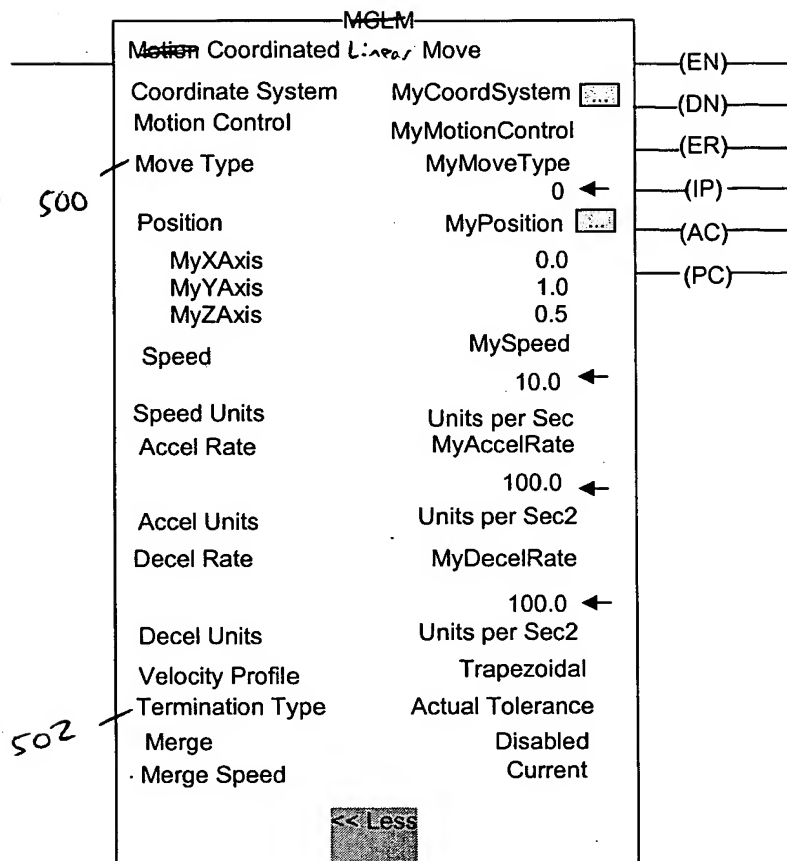 MCLM
Motion Coordinated Linear Move
(EN)
Coordinate System MyCoordSystem ...
(DN)
Motion Control MyMotionControl
(ER)
500
Move Type MyMoveType
0
(IP)
Position MyPosition ...
(AC)
MyXAxis 0.0
(PC)
MyYAxis 1.0
MyZAxis 0.5
Speed MySpeed
10.0
Speed Units Units per Sec
Accel Rate MyAccelRate
100.0
Accel Units Units per Sec2
Decel Rate MyDecelRate
100.0
Decel Units Units per Sec2
Velocity Profile Trapezoidal
502
Termination Type Actual Tolerance
Merge Disabled
Merge Speed Current
<< Less